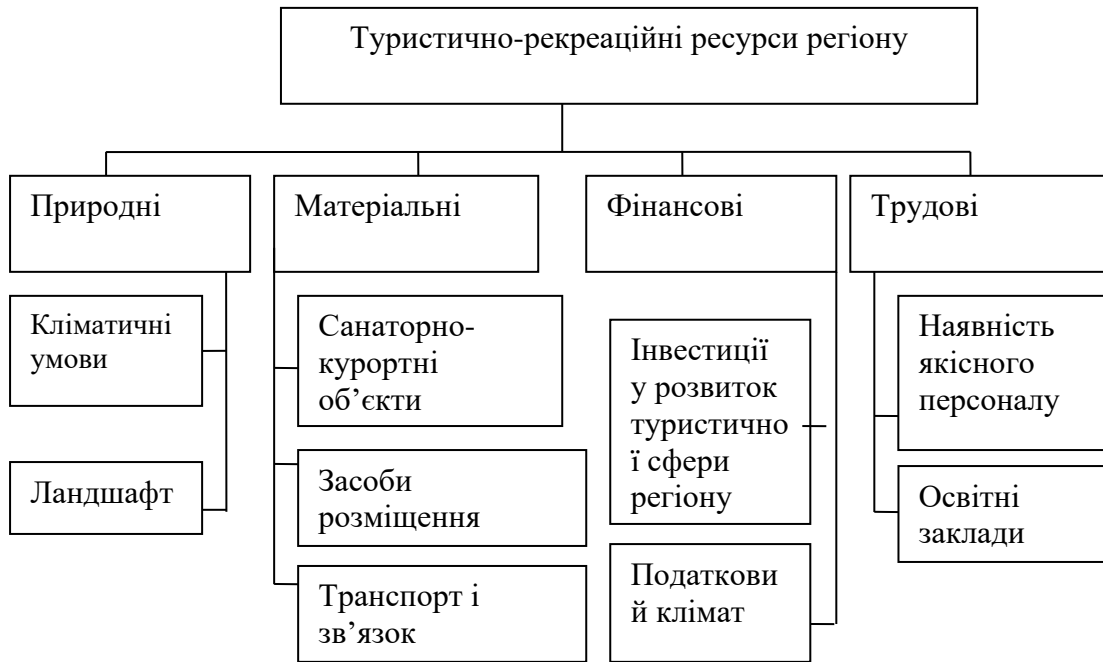 Туристично-рекреаційні ресурси регіону
Природні
Матеріальні
Фінансові
Трудові
Кліматичні
умови
Ландшафт
Санаторно-
курортні
об’єкти
Засоби
розміщення
Транспорт і
зв’язок
Інвестиції
у розвиток
туристично
ї сфери
регіону
Податкови
й клімат
Наявність
якісного
персоналу
Освітні
заклади